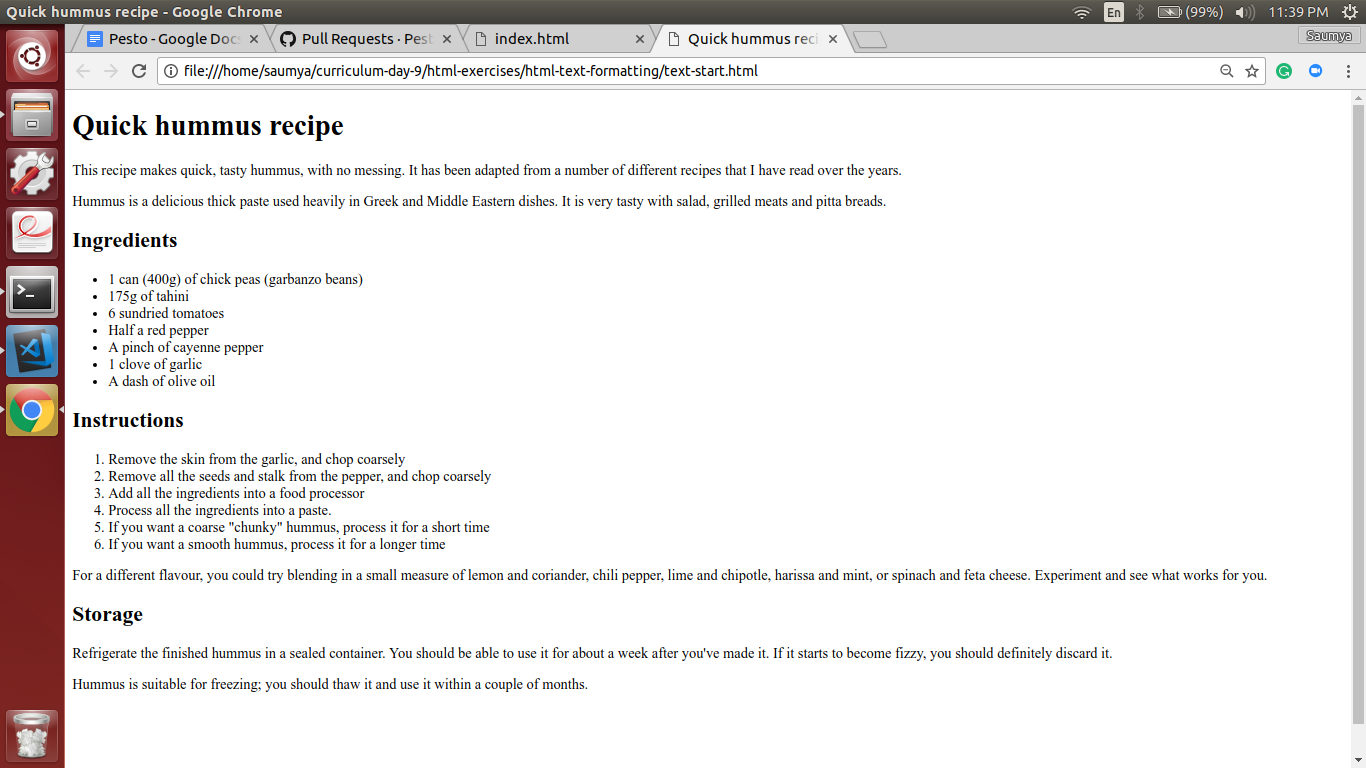 Quick hummus recipe - Google Chrome
En
(99%)
11:39 PM
Pesto - Google Docs
Pull Requests · Pest
index.html
Quick hummus reci
Saumya
file:///home/saumya/curriculum-day-9/html-exercises/html-text-formatting/text-start.html
Quick hummus recipe
This recipe makes quick, tasty hummus, with no messing. It has been adapted from a number of different recipes that I have read over the years.
Hummus is a delicious thick paste used heavily in Greek and Middle Eastern dishes. It is very tasty with salad, grilled meats and pitta breads.
Ingredients
• 1 can (400g) of chick peas (garbanzo beans)
• 175g of tahini
• 6 sundried tomatoes
• Half a red pepper
• A pinch of cayenne pepper
• 1 clove of garlic
• A dash of olive oil
Instructions
1. Remove the skin from the garlic, and chop coarsely
2. Remove all the seeds and stalk from the pepper, and chop coarsely
3. Add all the ingredients into a food processor
4. Process all the ingredients into a paste.
5. If you want a coarse "chunky" hummus, process it for a short time
6. If you want a smooth hummus, process it for a longer time
For a different flavour, you could try blending in a small measure of lemon and coriander, chili pepper, lime and chipotle, harissa and mint, or spinach and feta cheese. Experiment and see what works for you.
Storage
Refrigerate the finished hummus in a sealed container. You should be able to use it for about a week after you've made it. If it starts to become fizzy, you should definitely discard it.
Hummus is suitable for freezing; you should thaw it and use it within a couple of months.